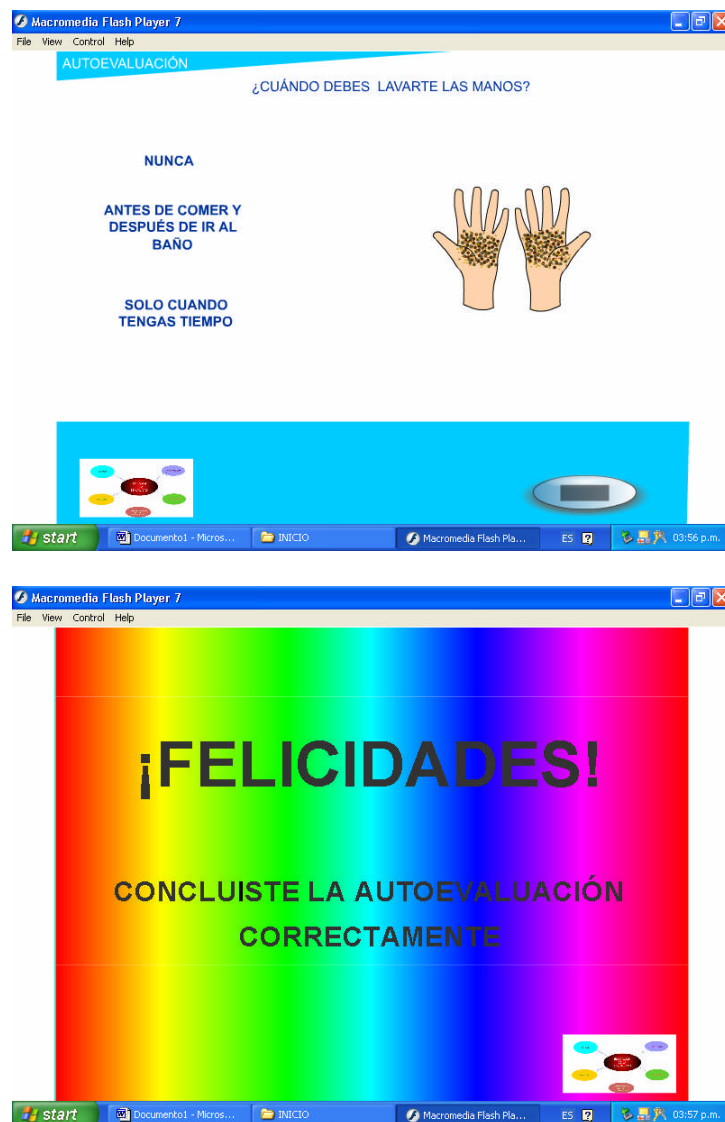 Macromedia Flash Player 7
File View Control Help
AUTOEVALUACIÓN
¿CUÁNDO DEBES LAVARTE LAS MANOS?
NUNCA
ANTES DE COMER Y
DESPUÉS DE IR AL
BAÑO
SOLO CUANDO
TENGAS TIEMPO
start Documento1 - Micros... INICIO Macromedia Flash Pla... ES 03:56 p.m.
Macromedia Flash Player 7
File View Control Help
¡FELICIDADES!
CONCLUISTE LA AUTOEVALUACIÓN
CORRECTAMENTE
start Documento1 - Micros... INICIO Macromedia Flash Pla... ES 03:57 p.m.